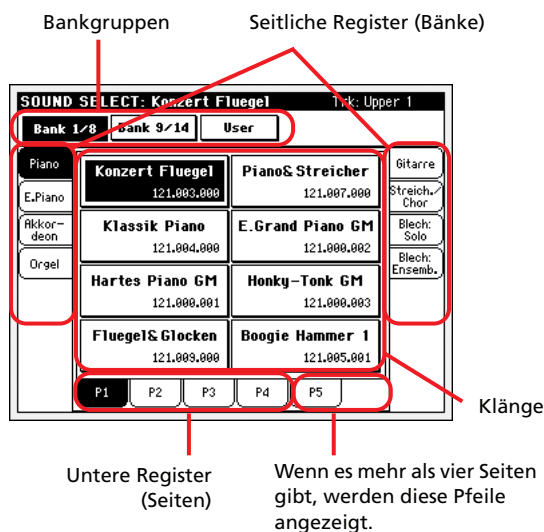 Bankgruppen
Seitliche Register (Bänke)
SOUND SELECT: Konzert Fluegel Trk: Upper 1
Bank 1/8 Bank 9/14 User
Piano
E.Piano
Akkor-
deon
Orgel
Konzert Fluegel
121.003.000
Piano&Streicher
121.007.000
Klassik Piano
121.004.000
E.Grand Piano GM
121.000.002
Hartes Piano GM
121.000.001
Honky-Tonk GM
121.000.003
Fluegel&Glocken
121.009.000
Boogie Hammer 1
121.005.001
Gitarre
Streich./
Chor
Blech:
Solo
Blech:
Ensemb.
P1 P2 P3 P4 P5
Klänge
Untere Register
(Seiten)
Wenn es mehr als vier Seiten
gibt, werden diese Pfeile
angezeigt.